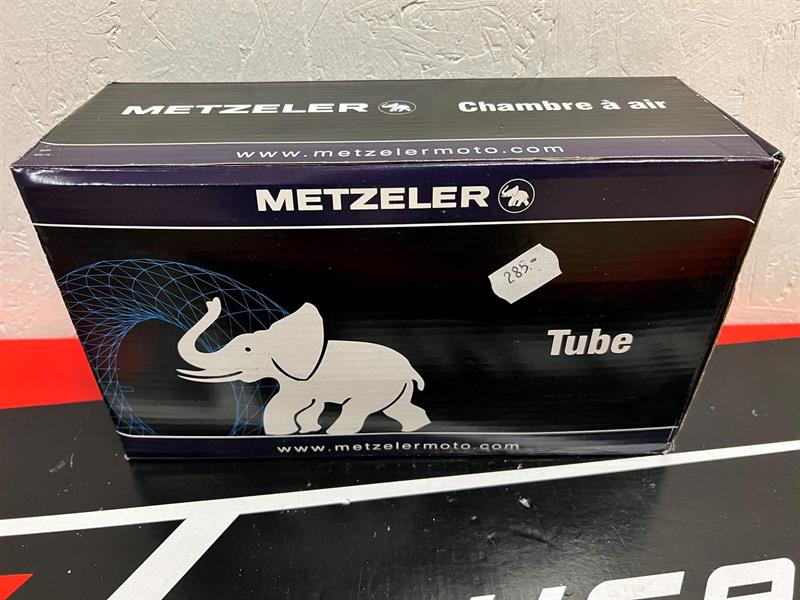 METZELER Chambre à air
www.metzelermoto.com
METZELER
285.-
Tube
www.metzelermoto.com